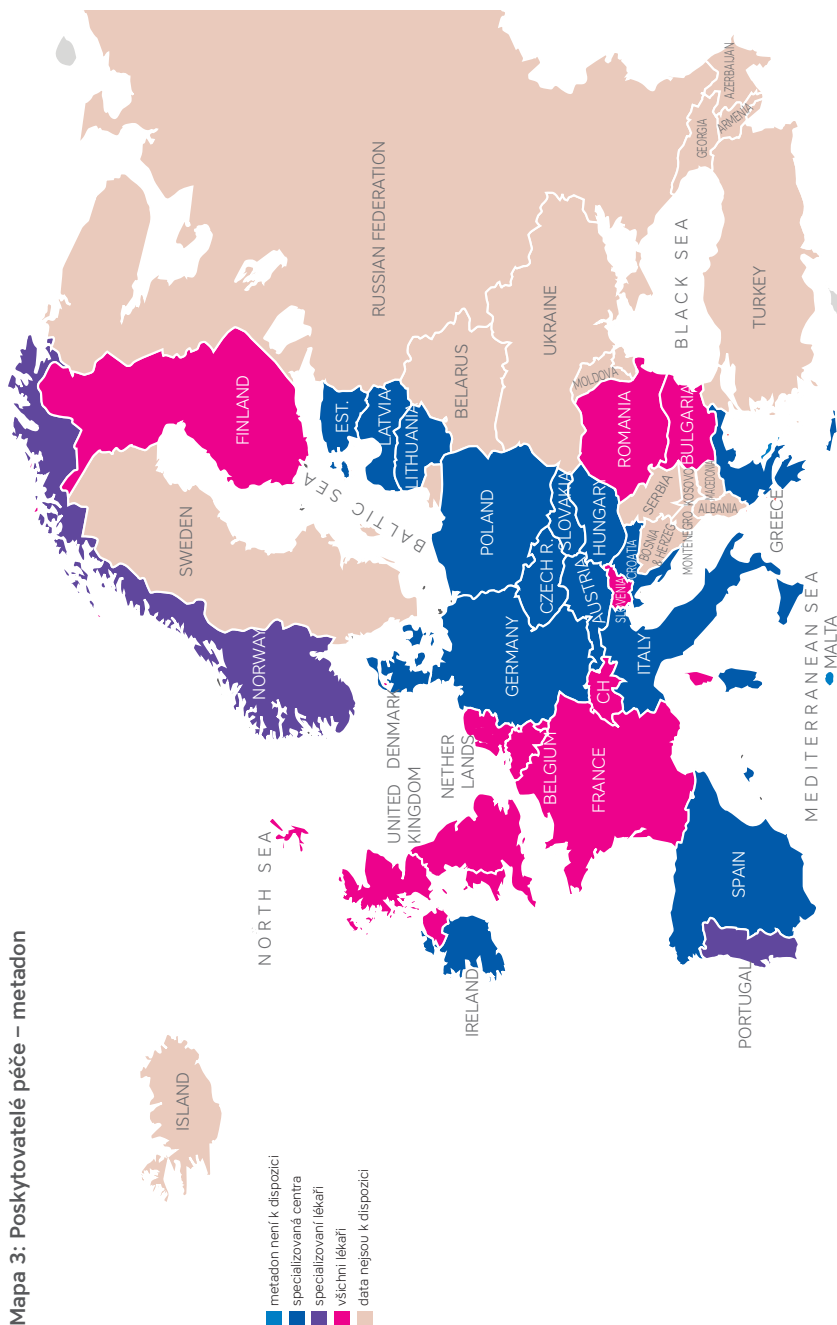 Mapa 3: Poskytovatelé péče – metadon
metadon není k dispozici
specializovaná centra
specializovaní lékaři
všichni lékaři
data nejsou k dispozici
ISLAND
NORTH SEA
NORWAY
SWEDEN
FINLAND
RUSSIAN FEDERATION
BALTIC SEA
EST.
LATVIA
LITHUANIA
BELARUS
UKRAINE
MOLDOVA
IRELAND
UNITED
KINGDOM
DENMARK
NETHER
LANDS
BELGIUM
GERMANY
POLAND
CZECH R.
SLOVAKIA
AUSTRIA
HUNGARY
ROMANIA
BULGARIA
FRANCE
CH
SLOVENIA
CROATIA
BOSNIA
& HERZEG
SERBIA
MONTENEGRO
KOSOVO
MACEDONIA
ALBANIA
ITALY
GREECE
PORTUGAL
SPAIN
MEDITERRANEAN SEA
MALTA
BLACK SEA
TURKEY
GEORGIA
ARMENIA
AZERBAIJAN